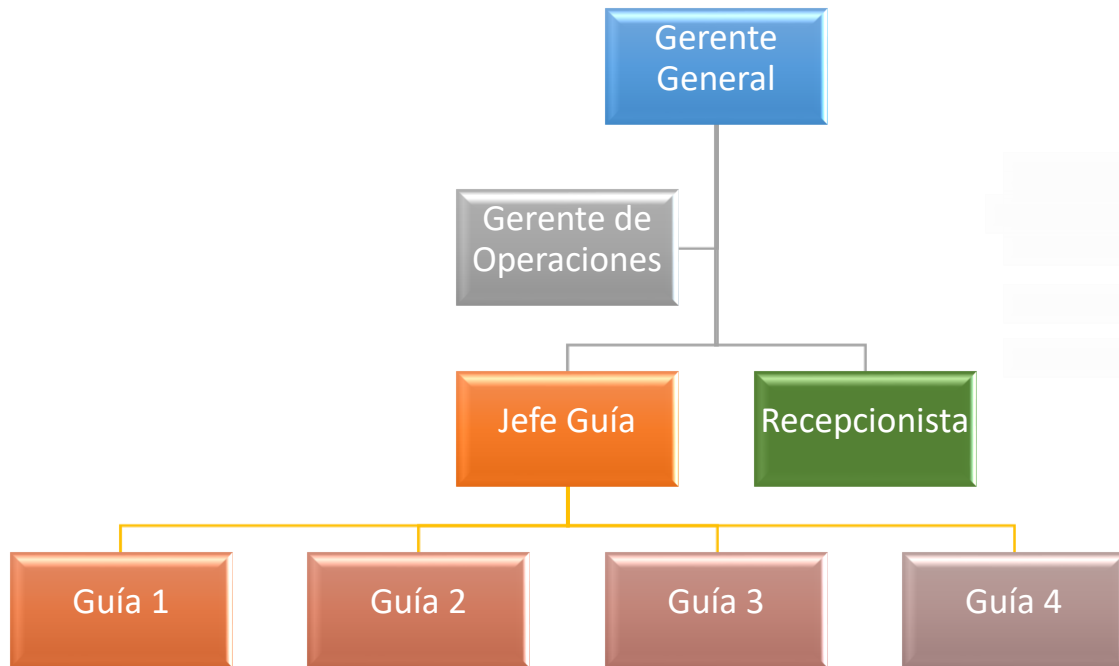 Gerente
General
Gerente de
Operaciones
Jefe Guía
Recepcionista
Guía 1
Guía 2
Guía 3
Guía 4